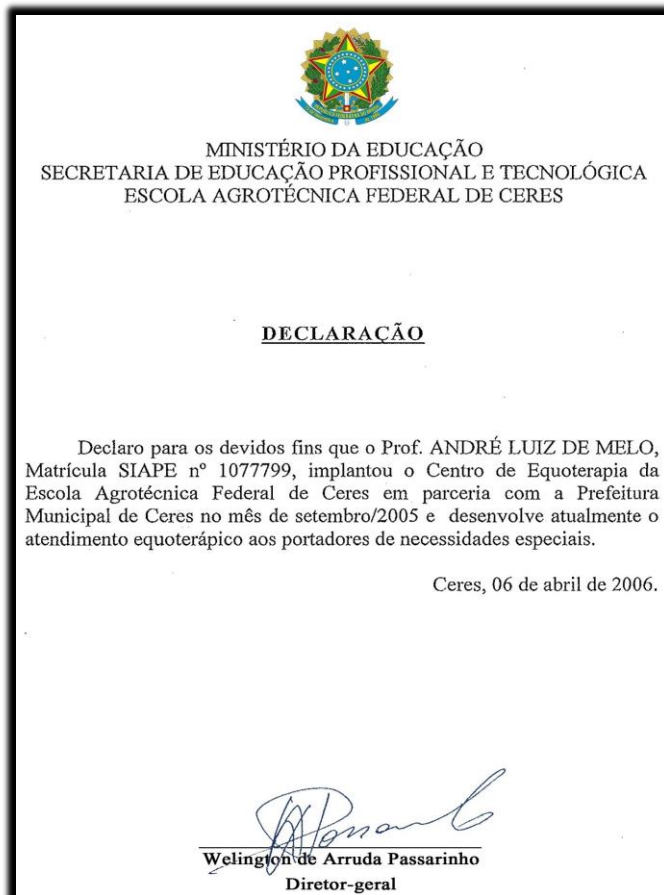 MINISTÉRIO DA EDUCAÇÃO
SECRETARIA DE EDUCAÇÃO PROFISSIONAL E TECNOLÓGICA
ESCOLA AGROTÉCNICA FEDERAL DE CERES
DECLARAÇÃO
Declaro para os devidos fins que o Prof. ANDRÉ LUIZ DE MELO,
Matrícula SIAPE nº 1077799, implantou o Centro de Equoterapia da
Escola Agrotécnica Federal de Ceres em parceria com a Prefeitura
Municipal de Ceres no mês de setembro/2005 e desenvolve atualmente o
atendimento equoterápico aos portadores de necessidades especiais.
Ceres, 06 de abril de 2006.
Welington de Arruda Passarinho
Diretor-geral